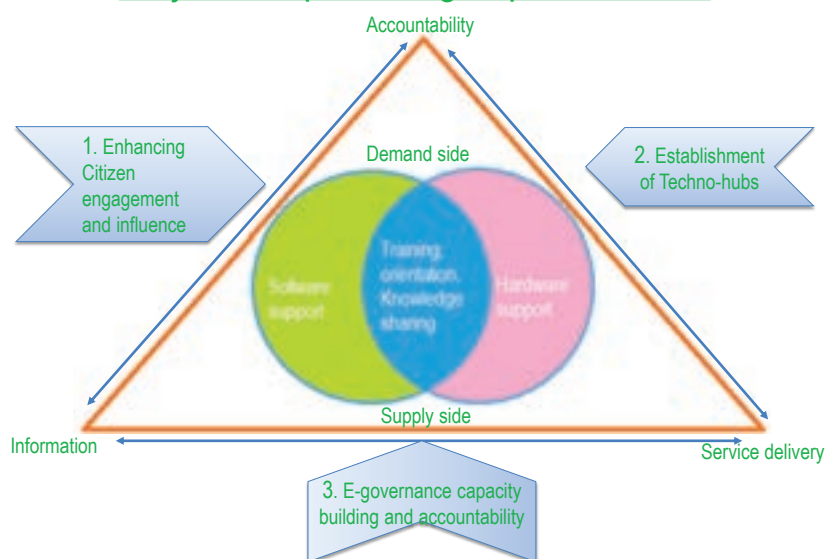 Accountability
1. Enhancing
Citizen
engagement
and influence
Demand side
2. Establishment
of Techno-hubs
Software
support
Training,
orientation,
Knowledge
sharing
Hardware
support
Supply side
Information
Service delivery
3. E-governance capacity
building and accountability